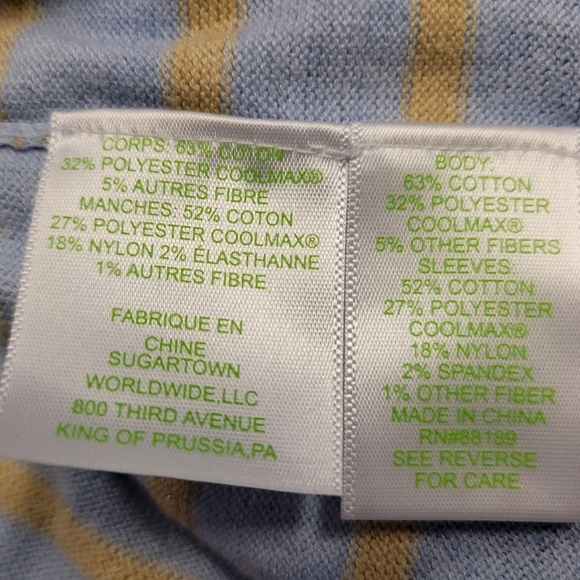 CORPS: 63% COTON
32% POLYESTER COOLMAX®
5% AUTRES FIBRE
MANCHES: 52% COTON
27% POLYESTER COOLMAX®
18% NYLON 2% ÉLASTHANNE
1% AUTRES FIBRE
FABRIQUE EN
CHINE
SUGARTOWN
WORLDWIDE,LLC
800 THIRD AVENUE
KING OF PRUSSIA,PA
BODY:
63% COTTON
32% POLYESTER
COOLMAX®
5% OTHER FIBERS
SLEEVES:
52% COTTON
27% POLYESTER
COOLMAX®
18% NYLON
2% SPANDEX
1% OTHER FIBER
MADE IN CHINA
RN#88189
SEE REVERSE
FOR CARE